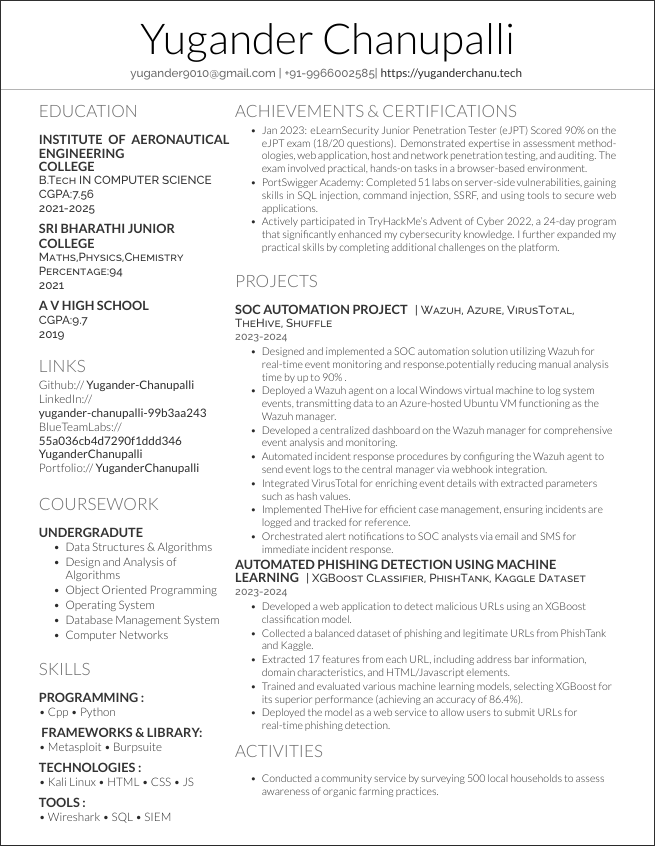 Yugander Chanupalli
yugander9010@gmail.com | +91-9966002585| https://yuganderchanu.tech
EDUCATION
INSTITUTE OF AERONAUTICAL
ENGINEERING
COLLEGE
B.Tech IN COMPUTER SCIENCE
CGPA:7.56
2021-2025
SRI BHARATHI JUNIOR
COLLEGE
Maths,Physics,Chemistry
Percentage:94
2021
A V HIGH SCHOOL
CGPA:9.7
2019
LINKS
Github:// Yugander-Chanupalli
LinkedIn://
yugander-chanupalli-99b3aa243
BlueTeamLabs://
55a036cb4d7290f1ddd346
YuganderChanupalli
Portfolio:// YuganderChanupalli
COURSEWORK
UNDERGRADUTE
• Data Structures & Algorithms
• Design and Analysis of
Algorithms
• Object Oriented Programming
• Operating System
• Database Management System
• Computer Networks
SKILLS
PROGRAMMING :
• Cpp • Python
FRAMEWORKS & LIBRARY:
• Metasploit • Burpsuite
TECHNOLOGIES :
• Kali Linux • HTML • CSS • JS
TOOLS :
• Wireshark • SQL • SIEM
ACHIEVEMENTS & CERTIFICATIONS
• Jan 2023: eLearnSecurity Junior Penetration Tester (eJPT) Scored 90% on the
eJPT exam (18/20 questions). Demonstrated expertise in assessment method-
ologies, web application, host and network penetration testing, and auditing. The
exam involved practical, hands-on tasks in a browser-based environment.
• PortSwigger Academy: Completed 51 labs on server-side vulnerabilities, gaining
skills in SQL injection, command injection, SSRF, and using tools to secure web
applications.
• Actively participated in TryHackMe's Advent of Cyber 2022, a 24-day program
that significantly enhanced my cybersecurity knowledge. I further expanded my
practical skills by completing additional challenges on the platform.
PROJECTS
SOC AUTOMATION PROJECT | Wazuh, Azure, VirusTotal,
TheHive, Shuffle
2023-2024
• Designed and implemented a SOC automation solution utilizing Wazuh for
real-time event monitoring and response.potentially reducing manual analysis
time by up to 90% .
• Deployed a Wazuh agent on a local Windows virtual machine to log system
events, transmitting data to an Azure-hosted Ubuntu VM functioning as the
Wazuh manager.
• Developed a centralized dashboard on the Wazuh manager for comprehensive
event analysis and monitoring.
• Automated incident response procedures by configuring the Wazuh agent to
send event logs to the central manager via webhook integration.
• Integrated VirusTotal for enriching event details with extracted parameters
such as hash values.
• Implemented TheHive for efficient case management, ensuring incidents are
logged and tracked for reference.
• Orchestrated alert notifications to SOC analysts via email and SMS for
immediate incident response.
AUTOMATED PHISHING DETECTION USING MACHINE
LEARNING | XGBoost Classifier, PhishTank, Kaggle Dataset
2023-2024
• Developed a web application to detect malicious URLs using an XGBoost
classification model.
• Collected a balanced dataset of phishing and legitimate URLs from PhishTank
and Kaggle.
• Extracted 17 features from each URL, including address bar information,
domain characteristics, and HTML/Javascript elements.
• Trained and evaluated various machine learning models, selecting XGBoost for
its superior performance (achieving an accuracy of 86.4%).
• Deployed the model as a web service to allow users to submit URLs for
real-time phishing detection.
ACTIVITIES
• Conducted a community service by surveying 500 local households to assess
awareness of organic farming practices.